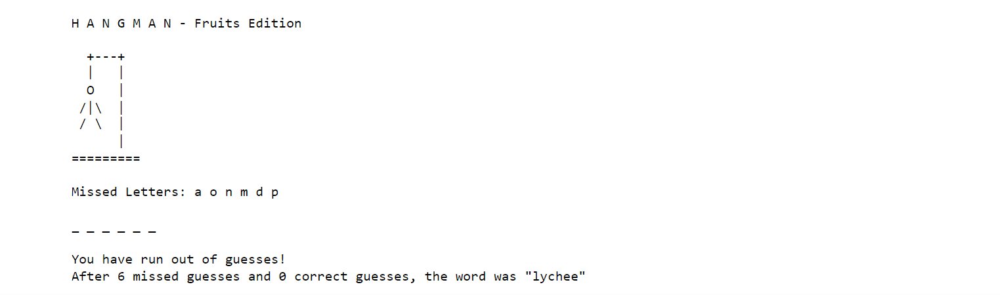 H A N G M A N - Fruits Edition
  +---+
  |   |
  O   |
 /|\  |
 / \  |
      |
=========
Missed Letters: a o n m d p
_ _ _ _ _ _
You have run out of guesses!
After 6 missed guesses and 0 correct guesses, the word was "lychee"